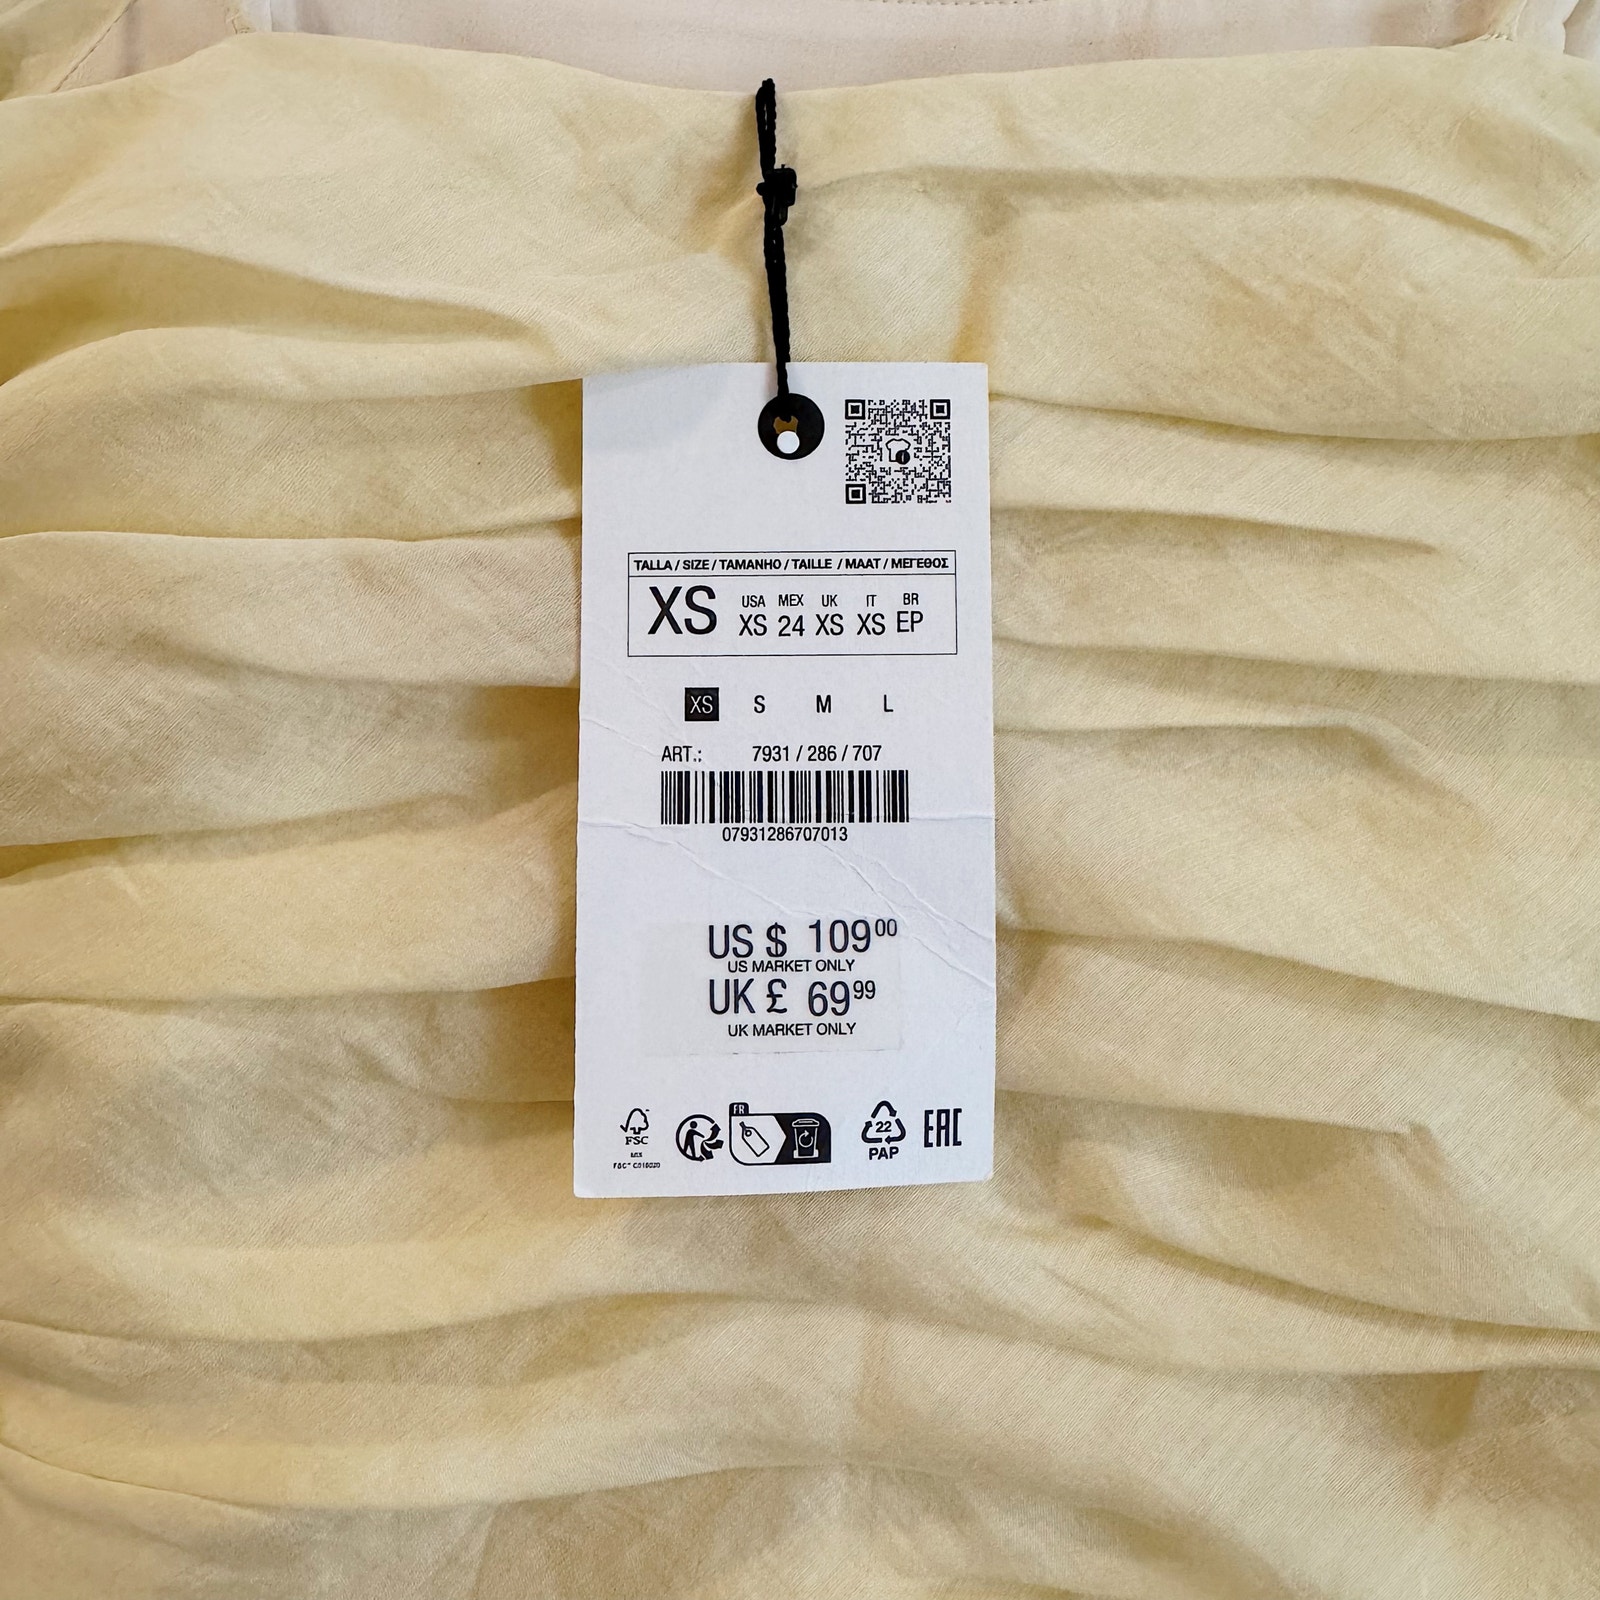 TALLA / SIZE / TAMANHO / TAILLE / MAAT / ΜΕΓΕΘΟΣ
XS
USA MEX UK IT BR
XS 24 XS XS EP
XS S M L
ART.: 7931 / 286 / 707
07931286707013
US $ 109 00
US MARKET ONLY
UK £ 69 99
UK MARKET ONLY
FR
FSC
22
PAP
EAC